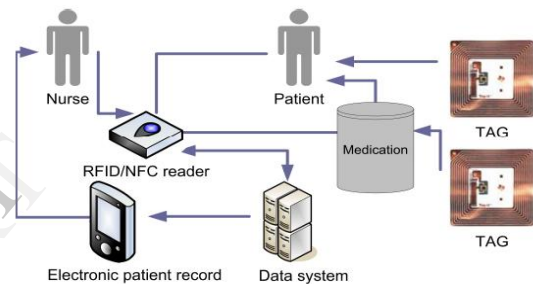 Nurse
Patient
TAG
Medication
RFID/NFC reader
TAG
Electronic patient record
Data system